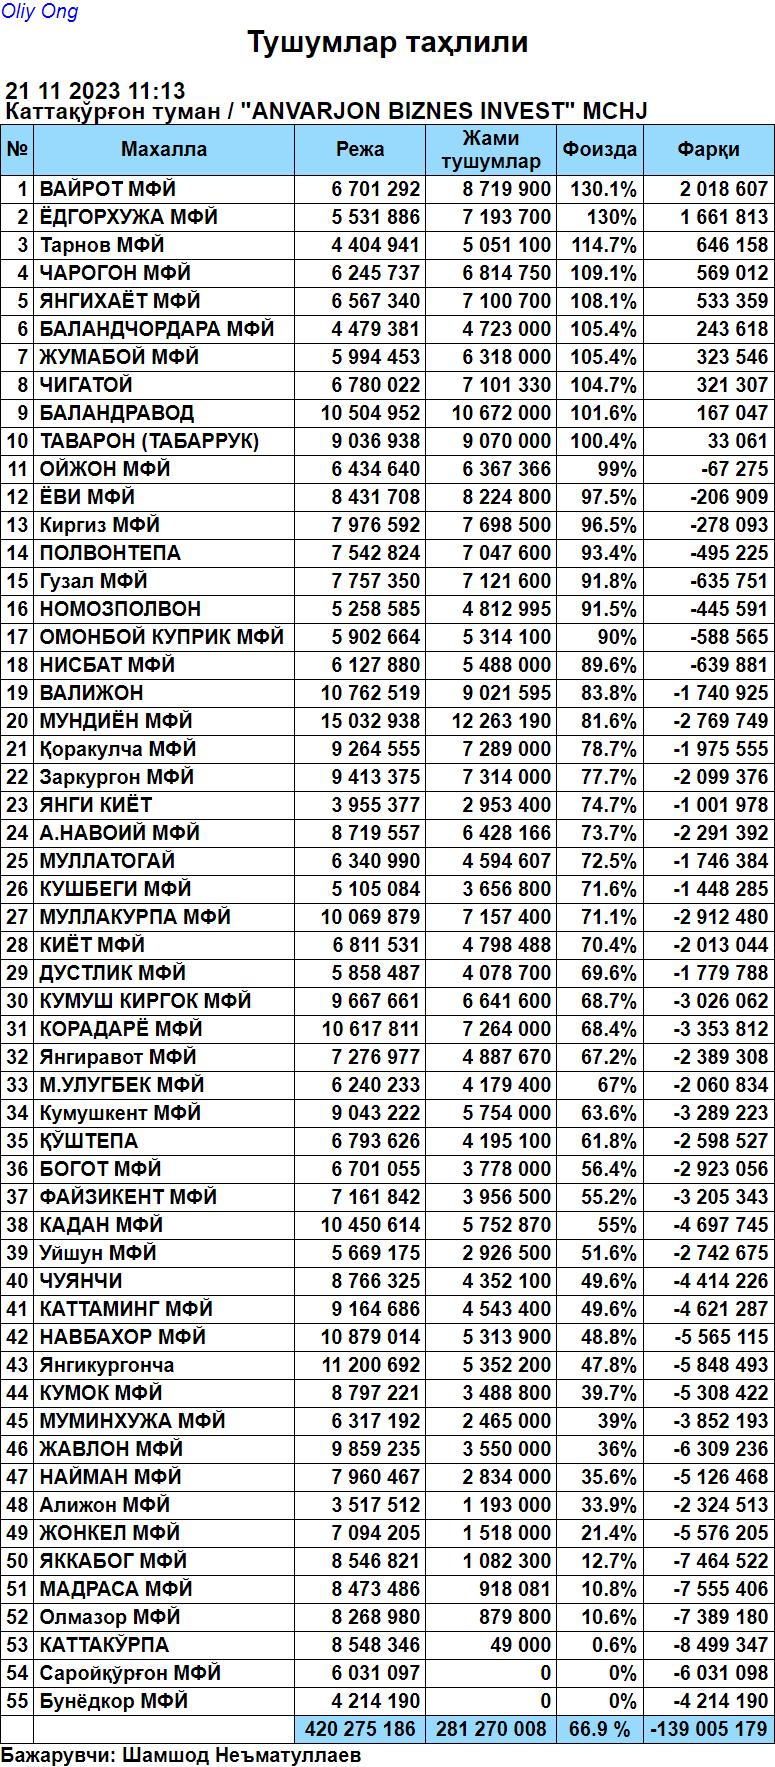 Oliy Ong
Тушумлар таҳлили
21 11 2023 11:13
Каттақўрғон туман / "ANVARJON BIZNES INVEST" MCHJ
№ Махалла Режа Жами тушумлар Фоизда Фарқи
1 ВАЙРОТ МФЙ 6 701 292 8 719 900 130.1% 2 018 607
2 ЁДГОРХУЖА МФЙ 5 531 886 7 193 700 130% 1 661 813
3 Тарнов МФЙ 4 404 941 5 051 100 114.7% 646 158
4 ЧАРОГОН МФЙ 6 245 737 6 814 750 109.1% 569 012
5 ЯНГИХАЁТ МФЙ 6 567 340 7 100 700 108.1% 533 359
6 БАЛАНДЧОРДАРА МФЙ 4 479 381 4 723 000 105.4% 243 618
7 ЖУМАБОЙ МФЙ 5 994 453 6 318 000 105.4% 323 546
8 ЧИГАТОЙ 6 780 022 7 101 330 104.7% 321 307
9 БАЛАНДРАВОД 10 504 952 10 672 000 101.6% 167 047
10 ТАВАРОН (ТАБАРРУК) 9 036 938 9 070 000 100.4% 33 061
11 ОЙЖОН МФЙ 6 434 640 6 367 366 99% -67 275
12 ЁВИ МФЙ 8 431 708 8 224 800 97.5% -206 909
13 Киргиз МФЙ 7 976 592 7 698 500 96.5% -278 093
14 ПОЛВОНТЕПА 7 542 824 7 047 600 93.4% -495 225
15 Гузал МФЙ 7 757 350 7 121 600 91.8% -635 751
16 НОМОЗПОЛВОН 5 258 585 4 812 995 91.5% -445 591
17 ОМОНБОЙ КУПРИК МФЙ 5 902 664 5 314 100 90% -588 565
18 НИСБАТ МФЙ 6 127 880 5 488 000 89.6% -639 881
19 ВАЛИЖОН 10 762 519 9 021 595 83.8% -1 740 925
20 МУНДИЁН МФЙ 15 032 938 12 263 190 81.6% -2 769 749
21 Қоракулча МФЙ 9 264 555 7 289 000 78.7% -1 975 555
22 Заркургон МФЙ 9 413 375 7 314 000 77.7% -2 099 376
23 ЯНГИ КИЁТ 3 955 377 2 953 400 74.7% -1 001 978
24 А.НАВОИЙ МФЙ 8 719 557 6 428 166 73.7% -2 291 392
25 МУЛЛАТОГАЙ 6 340 990 4 594 607 72.5% -1 746 384
26 КУШБЕГИ МФЙ 5 105 084 3 656 800 71.6% -1 448 285
27 МУЛЛАКУРПА МФЙ 10 069 879 7 157 400 71.1% -2 912 480
28 КИЁТ МФЙ 6 811 531 4 798 488 70.4% -2 013 044
29 ДУСТЛИК МФЙ 5 858 487 4 078 700 69.6% -1 779 788
30 КУМУШ КИРГОК МФЙ 9 667 661 6 641 600 68.7% -3 026 062
31 КОРАДАРЁ МФЙ 10 617 811 7 264 000 68.4% -3 353 812
32 Янгиравот МФЙ 7 276 977 4 887 670 67.2% -2 389 308
33 М.УЛУГБЕК МФЙ 6 240 233 4 179 400 67% -2 060 834
34 Кумушкент МФЙ 9 043 222 5 754 000 63.6% -3 289 223
35 ҚЎШТЕПА 6 793 626 4 195 100 61.8% -2 598 527
36 БОГОТ МФЙ 6 701 055 3 778 000 56.4% -2 923 056
37 ФАЙЗИКЕНТ МФЙ 7 161 842 3 956 500 55.2% -3 205 343
38 КАДАН МФЙ 10 450 614 5 752 870 55% -4 697 745
39 Уйшун МФЙ 5 669 175 2 926 500 51.6% -2 742 675
40 ЧУЯНЧИ 8 766 325 4 352 100 49.6% -4 414 226
41 КАТТАМИНГ МФЙ 9 164 686 4 543 400 49.6% -4 621 287
42 НАВБАХОР МФЙ 10 879 014 5 313 900 48.8% -5 565 115
43 Янгикургонча 11 200 692 5 352 200 47.8% -5 848 493
44 КУМОК МФЙ 8 797 221 3 488 800 39.7% -5 308 422
45 МУМИНХУЖА МФЙ 6 317 192 2 465 000 39% -3 852 193
46 ЖАВЛОН МФЙ 9 859 235 3 550 000 36% -6 309 236
47 НАЙМАН МФЙ 7 960 467 2 834 000 35.6% -5 126 468
48 Алижон МФЙ 3 517 512 1 193 000 33.9% -2 324 513
49 ЖОНКЕЛ МФЙ 7 094 205 1 518 000 21.4% -5 576 205
50 ЯККАБОГ МФЙ 8 546 821 1 082 300 12.7% -7 464 522
51 МАДРАСА МФЙ 8 473 486 918 081 10.8% -7 555 406
52 Олмазор МФЙ 8 268 980 879 800 10.6% -7 389 180
53 КАТТАКЎРПА 8 548 346 49 000 0.6% -8 499 347
54 Саройқўрғон МФЙ 6 031 097 0 0% -6 031 098
55 Бунёдкор МФЙ 4 214 190 0 0% -4 214 190
420 275 186 281 270 008 66.9 % -139 005 179
Бажарувчи: Шамшод Неъматуллаев